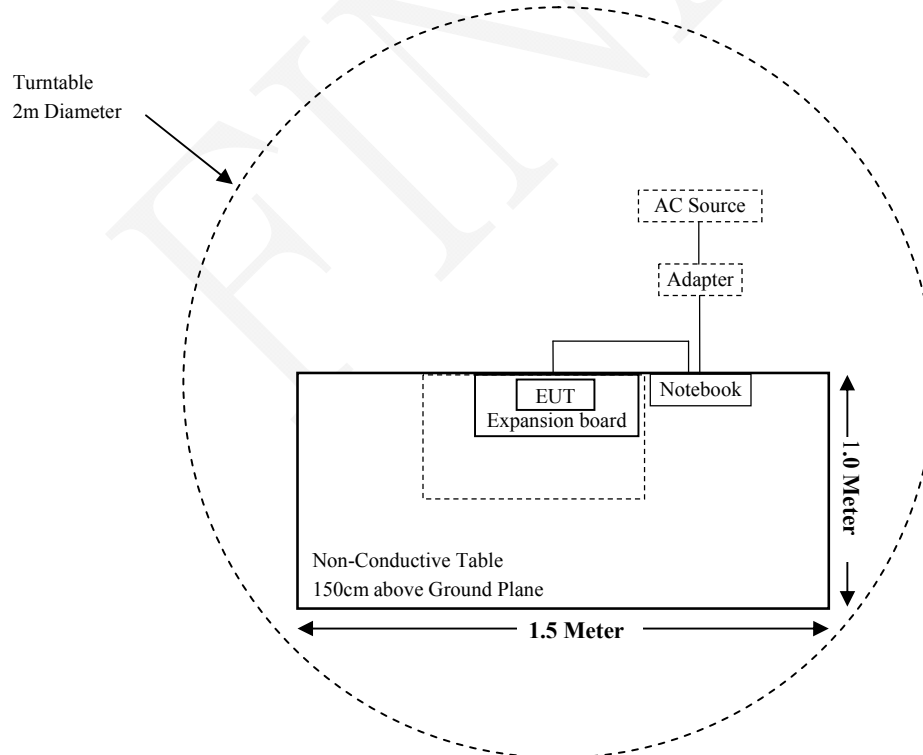 Turntable
2m Diameter
AC Source
Adapter
EUT
Notebook
Expansion board
1.0 Meter
Non-Conductive Table
150cm above Ground Plane
1.5 Meter